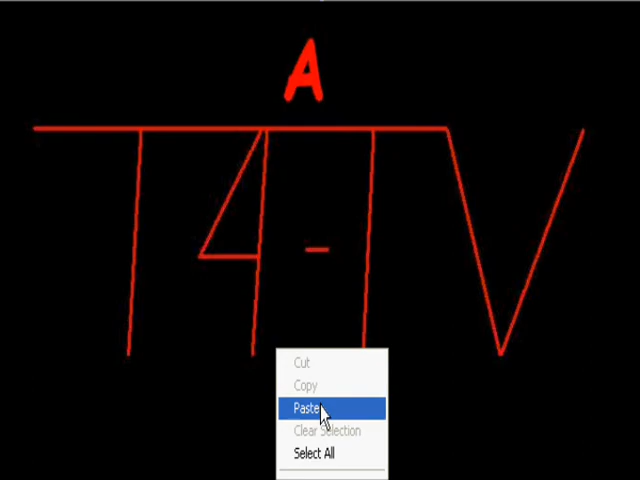 A
T4-TV
Cut
Copy
Paste
Clear Selection
Select All